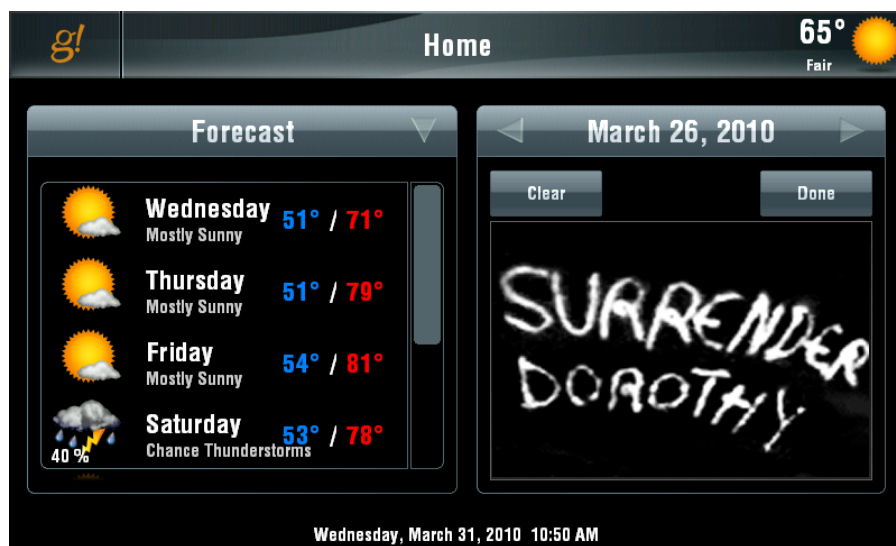 g!
Home
65°
Fair
Forecast
Wednesday 51° / 71°
Mostly Sunny
Thursday 51° / 79°
Mostly Sunny
Friday 54° / 81°
Mostly Sunny
Saturday 53° / 78°
Chance Thunderstorms
40 %
March 26, 2010
Clear Done
SURRENDER
DOROTHY
Wednesday, March 31, 2010 10:50 AM